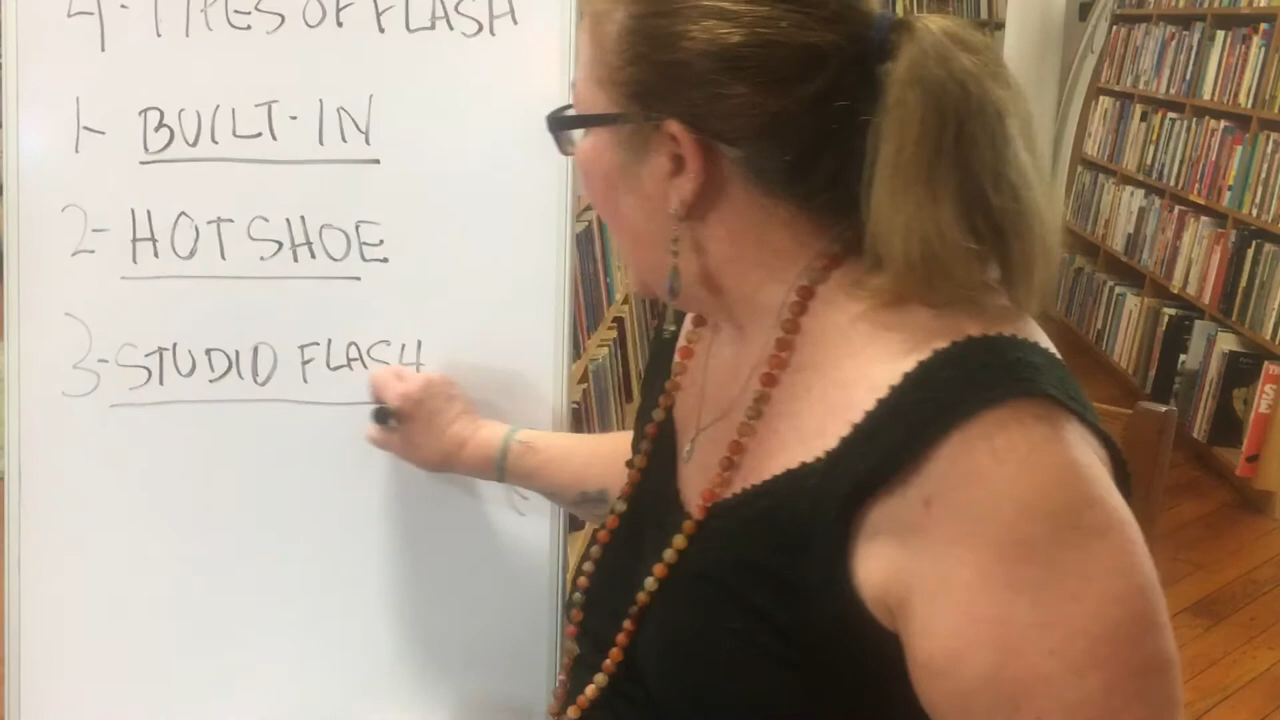 4-TYPES OF FLASH
1- BUILT-IN
2- HOTSHOE
3-STUDIO FLASH